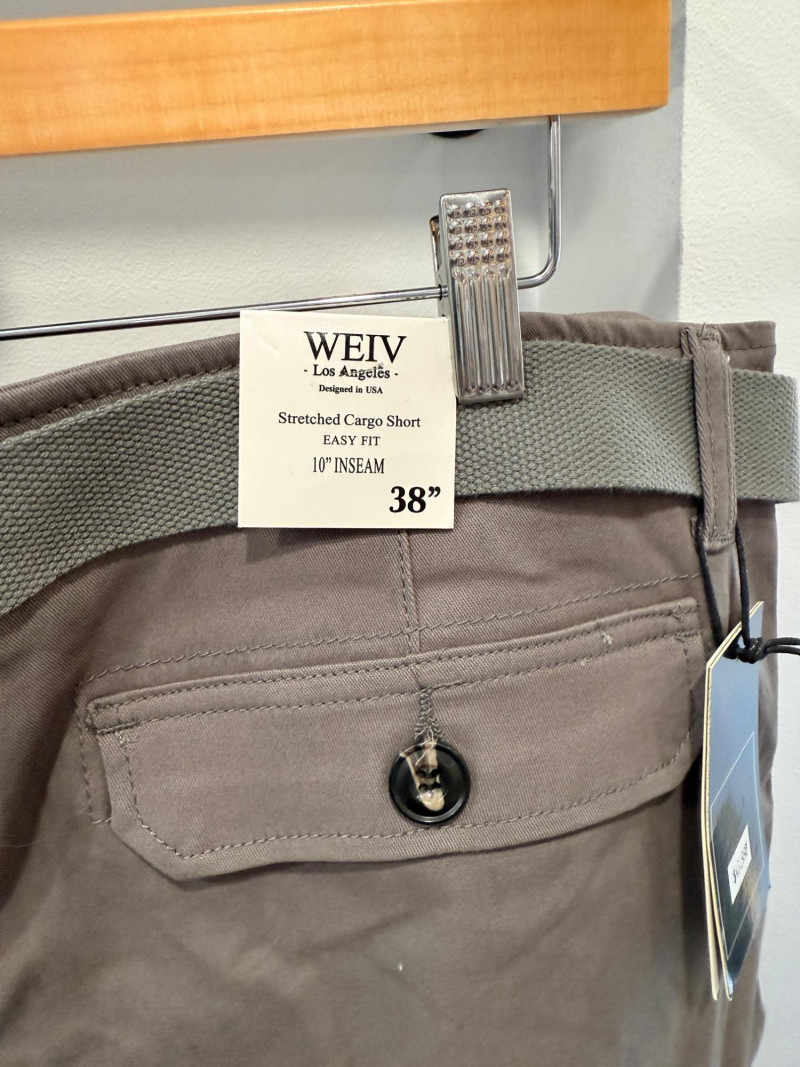 WEIV
- Los Angeles -
Designed in USA
Stretched Cargo Short
EASY FIT
10” INSEAM
38”